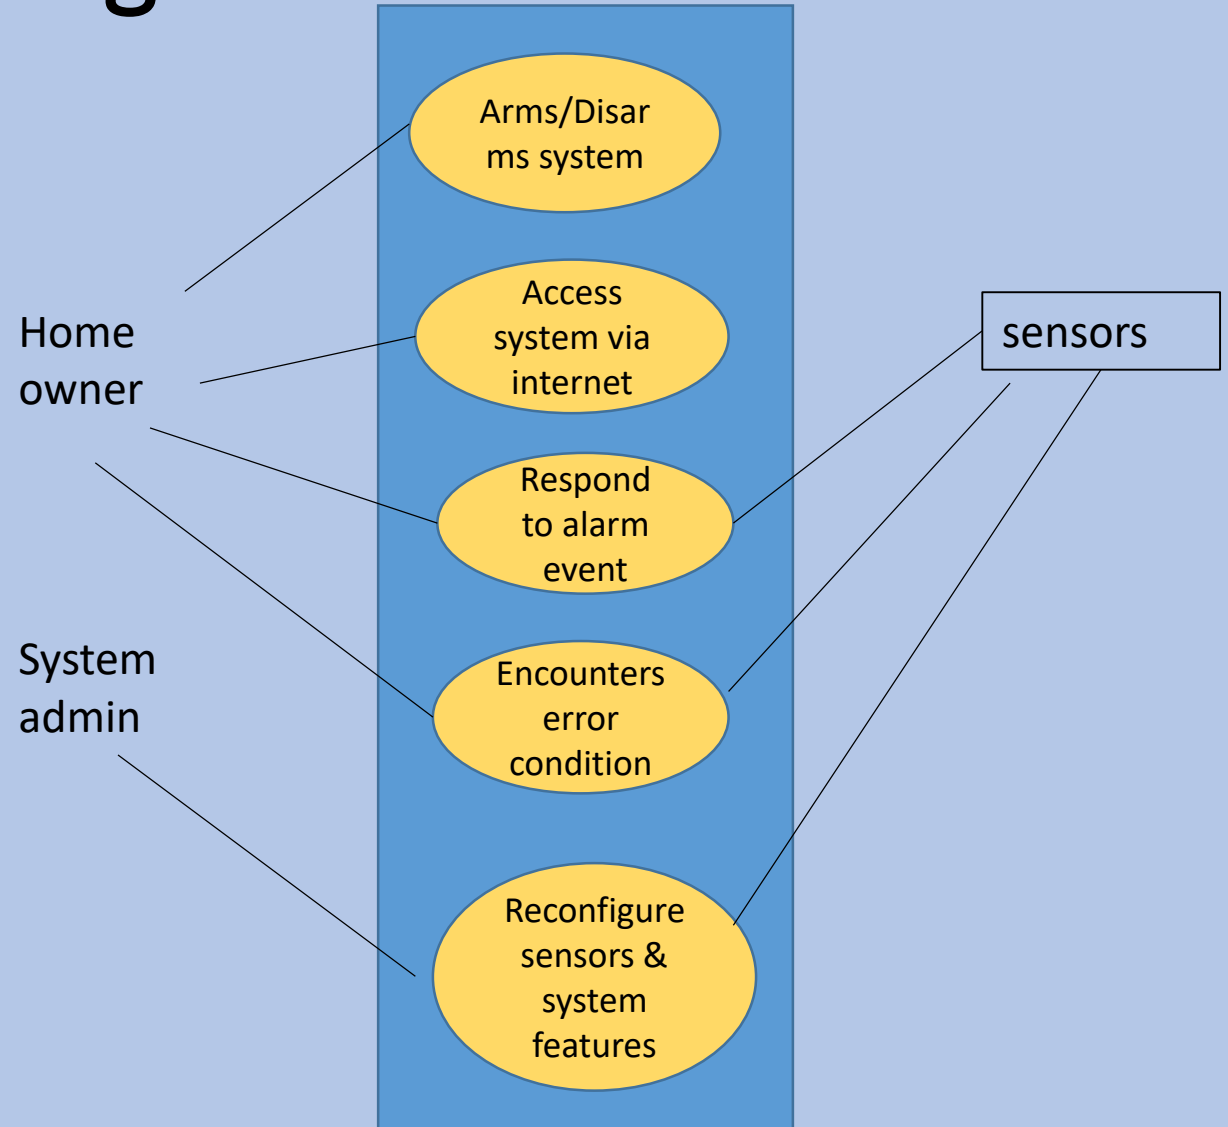 Arms/Disar
ms system
Access
system via
internet
Home
owner
sensors
Respond
to alarm
event
System
admin
Encounters
error
condition
Reconfigure
sensors &
system
features